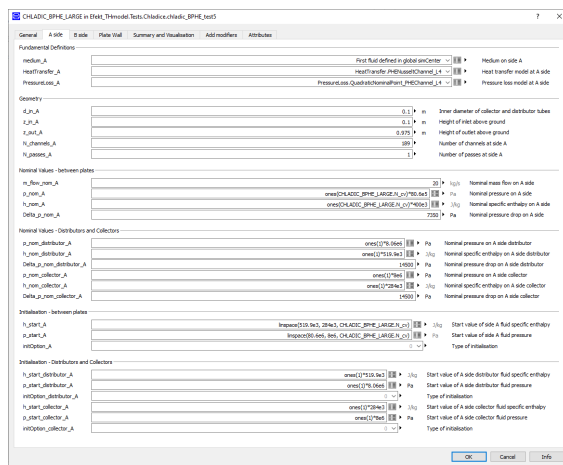 CHLADIC_BPHE_LARGE in Efekt_THmodel.Tests.Chladice.chladic_BPHE_test5
? X
General A side B side Plate Wall Summary and Visualisation Add modifiers Attributes
Fundamental Definitions
medium_A First fluid defined in global simCenter Medium on side A
HeatTransfer_A HeatTransfer.PHENusseltChannel_L4 Heat transfer model at A side
PressureLoss_A PressureLoss.QuadraticNominalPoint_PHEChannel_L4 Pressure loss model at A side
Geometry
d_in_A 0.1 m Inner diameter of collector and distributor tubes
z_in_A 0.1 m Height of inlet above ground
z_out_A 0.975 m Height of outlet above ground
N_channels_A 189 Number of channels at side A
N_passes_A 1 Number of passes at side A
Nominal Values - between plates
m_flow_nom_A 20 kg/s Nominal mass flow on A side
p_nom_A ones(CHLADIC_BPHE_LARGE.N_cv)*80.6e5 Pa Nominal pressure on A side
h_nom_A ones(CHLADIC_BPHE_LARGE.N_cv)*400e3 J/kg Nominal specific enthalpy on A side
Delta_p_nom_A 7350 Pa Nominal pressure drop on A side
Nominal Values - Distributors and Collectors
p_nom_distributor_A ones(1)*8.06e6 Pa Nominal pressure on A side distributor
h_nom_distributor_A ones(1)*519.9e3 J/kg Nominal specific enthalpy on A side distributor
Delta_p_nom_distributor_A 14500 Pa Nominal pressure drop on A side distributor
p_nom_collector_A ones(1)*8e6 Pa Nominal pressure on A side collector
h_nom_collector_A ones(1)*284e3 J/kg Nominal specific enthalpy on A side collector
Delta_p_nom_collector_A 14500 Pa Nominal pressure drop on A side collector
Initialisation - between plates
h_start_A linspace(519.9e3, 284e3, CHLADIC_BPHE_LARGE.N_cv) J/kg Start value of side A fluid specific enthalpy
p_start_A linspace(80.6e6, 8e6, CHLADIC_BPHE_LARGE.N_cv) Pa Start value of side A fluid pressure
initOption_A 0 Type of initialisation
Initialisation - Distributors and Collectors
h_start_distributor_A ones(1)*519.9e3 J/kg Start value of A side distributor fluid specific enthalpy
p_start_distributor_A ones(1)*8.06e6 Pa Start value of A side distributor fluid pressure
initOption_distributor_A 0 Type of initialisation
h_start_collector_A ones(1)*284e3 J/kg Start value of A side collector fluid specific enthalpy
p_start_collector_A ones(1)*8e6 Pa Start value of A side collector fluid pressure
initOption_collector_A 0 Type of initialisation
OK Cancel Info